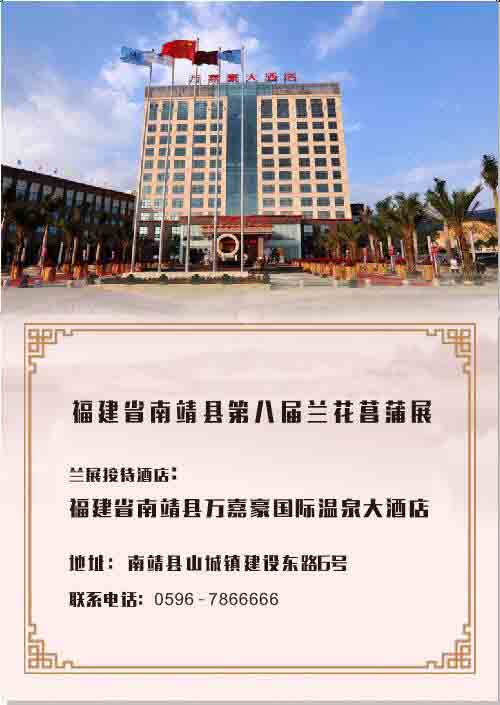 万嘉豪大酒店
福建省南靖县第八届兰花菖蒲展
兰展接待酒店：
福建省南靖县万嘉豪国际温泉大酒店
地址：南靖县山城镇建设东路6号
联系电话：0596-7866666